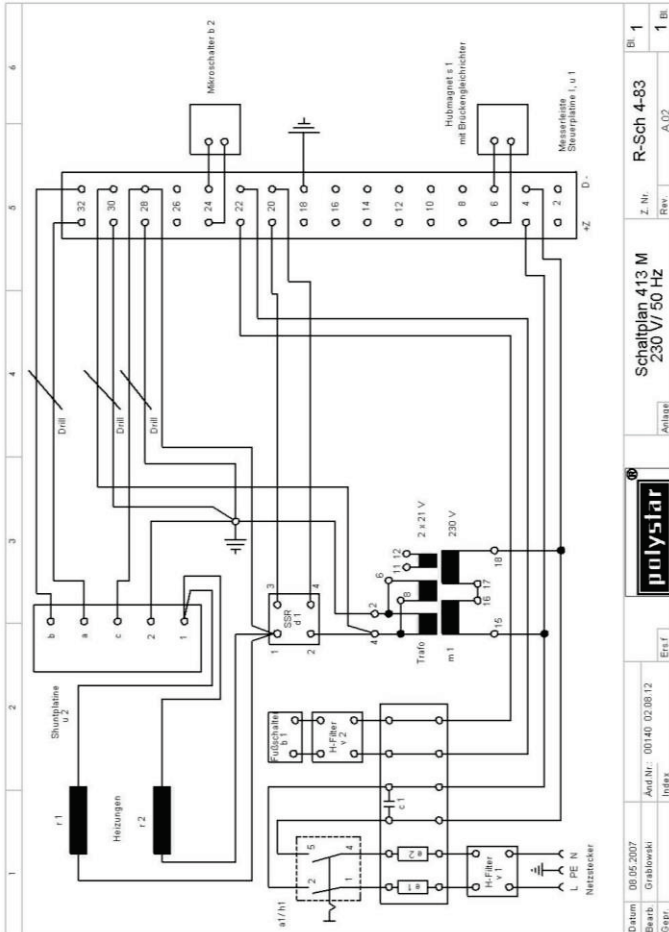 1
2
3
4
5
6
r 1
Heizungen
r 2
Shuntplatine
u 2
b
a
c
2
1
Drill
Drill
Drill
Mikroschalter b 2
32
30
28
26
24
22
20
18
16
14
12
10
8
6
4
2
+Z
D -
Hubmagnet s 1
mit Brückengleichrichter
Messerleiste
Steuerplatine I, u 1
SSR
d 1
1
2
3
4
4
2
8
6
11
12
2 x 21 V
Trafo
m 1
230 V
15
16
17
18
Fußschalter
b 1
H-Filter
v 2
c 1
a1/h1
2
5
1
4
e 1
e 2
H-Filter
v 1
L PE N
Netzstecker
Datum 08.05.2007
Bearb. Grablowski
Gepr.
Änd.Nr.: 00140 02.08.12
Index
Ers.f
polystar ®
Schaltplan 413 M
230 V/ 50 Hz
Anlage
Z. Nr. R-Sch 4-83
Rev. A.02
Bl. 1
1 Bl.